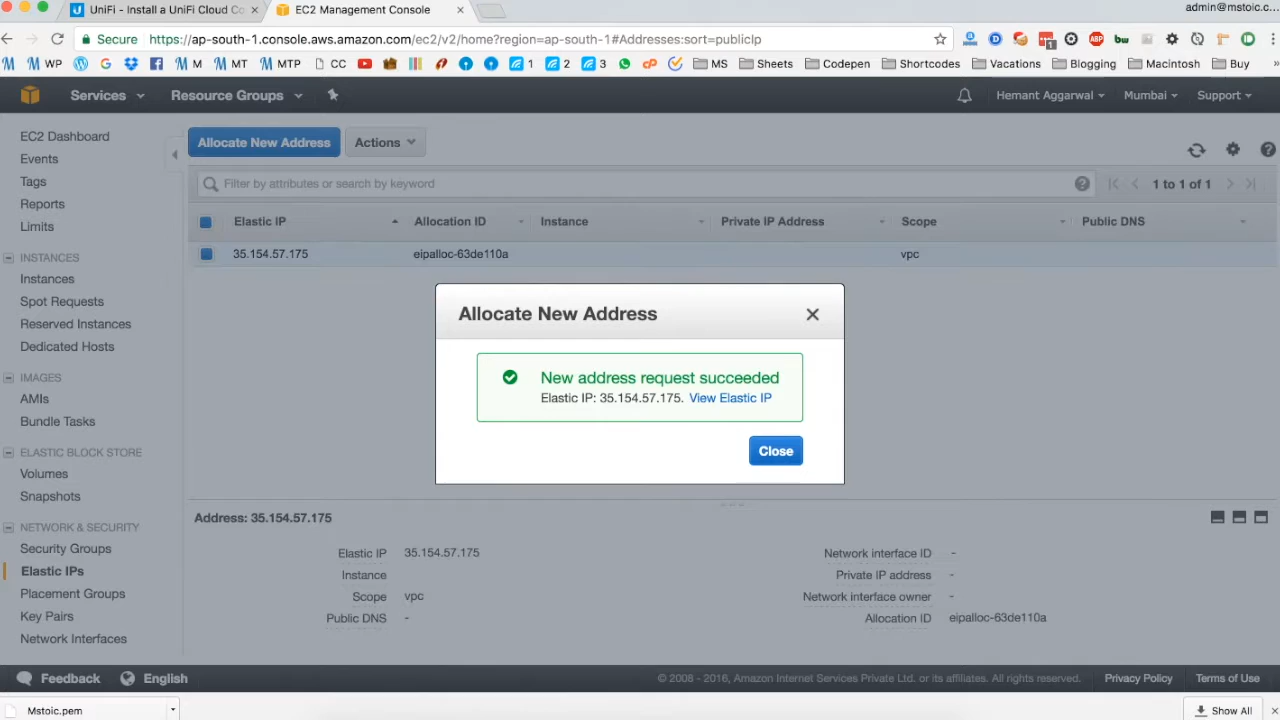 UniFi - Install a UniFi Cloud Co
EC2 Management Console
admin@mstoic.c...
Secure
https://ap-south-1.console.aws.amazon.com/ec2/v2/home?region=ap-south-1#Addresses:sort=publicIp
WP
M
MT
MTP
CC
1
2
3
MS
Sheets
Codepen
Shortcodes
Vacations
Blogging
Macintosh
Buy
Services
Resource Groups
Hemant Aggarwal
Mumbai
Support
EC2 Dashboard
Events
Tags
Reports
Limits
INSTANCES
Instances
Spot Requests
Reserved Instances
Dedicated Hosts
IMAGES
AMIs
Bundle Tasks
ELASTIC BLOCK STORE
Volumes
Snapshots
NETWORK & SECURITY
Security Groups
Elastic IPs
Placement Groups
Key Pairs
Network Interfaces
Allocate New Address
Actions
Filter by attributes or search by keyword
1 to 1 of 1
Elastic IP Allocation ID Instance Private IP Address Scope Public DNS
35.154.57.175 eipalloc-63de110a vpc
Allocate New Address
New address request succeeded
Elastic IP: 35.154.57.175. View Elastic IP
Close
Address: 35.154.57.175
Elastic IP 35.154.57.175
Instance
Scope vpc
Public DNS -
Network interface ID -
Private IP address -
Network interface owner -
Allocation ID eipalloc-63de110a
Feedback
English
© 2008 - 2016, Amazon Internet Services Private Ltd. or its affiliates. All rights reserved.
Privacy Policy
Terms of Use
Mstoic.pem
Show All